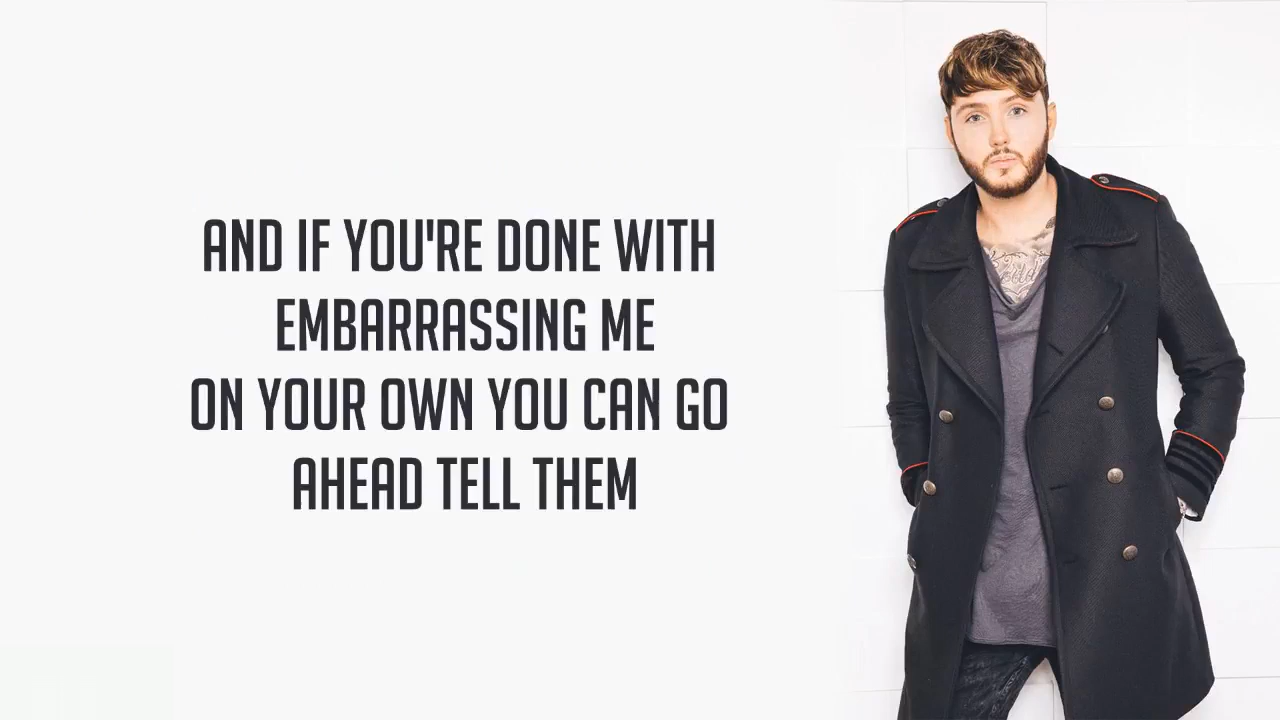 AND IF YOU'RE DONE WITH
EMBARRASSING ME
ON YOUR OWN YOU CAN GO
AHEAD TELL THEM